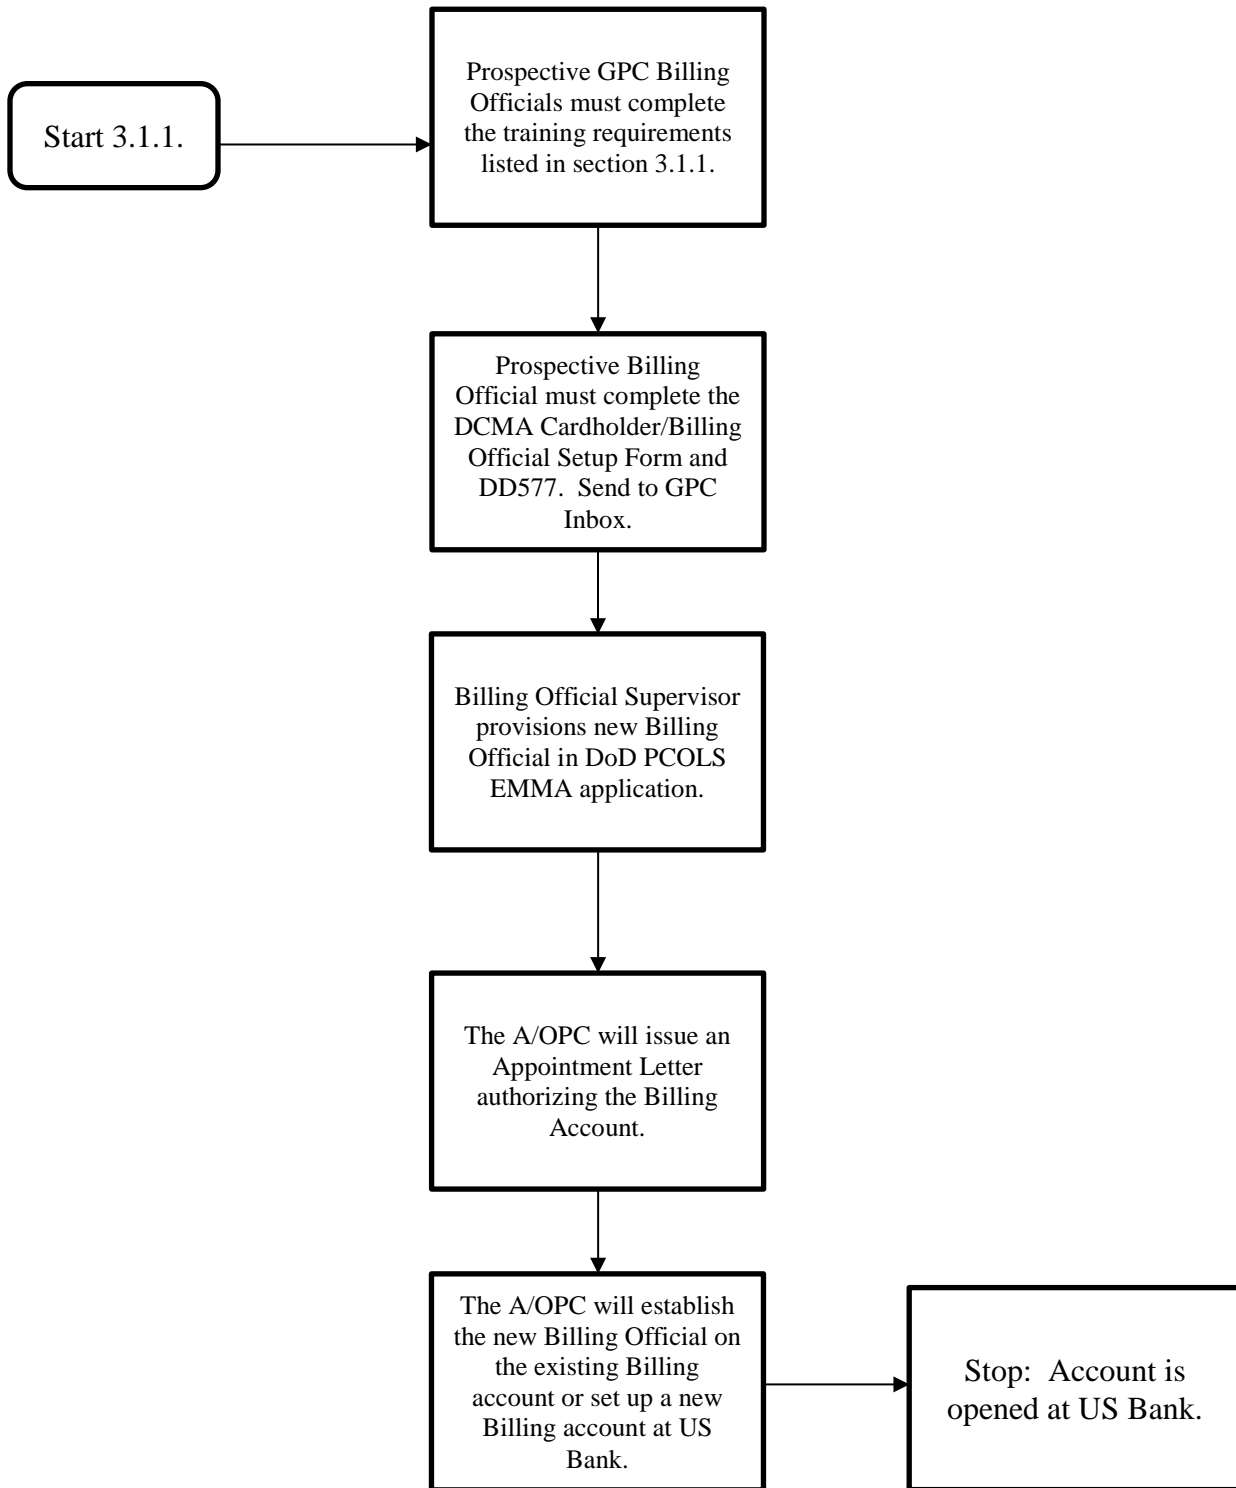 Start 3.1.1.
Prospective GPC Billing
Officials must complete
the training requirements
listed in section 3.1.1.
Prospective Billing
Official must complete the
DCMA Cardholder/Billing
Official Setup Form and
DD577.  Send to GPC
Inbox.
Billing Official Supervisor
provisions new Billing
Official in DoD PCOLS
EMMA application.
The A/OPC will issue an
Appointment Letter
authorizing the Billing
Account.
The A/OPC will establish
the new Billing Official on
the existing Billing
account or set up a new
Billing account at US
Bank.
Stop:  Account is
opened at US Bank.